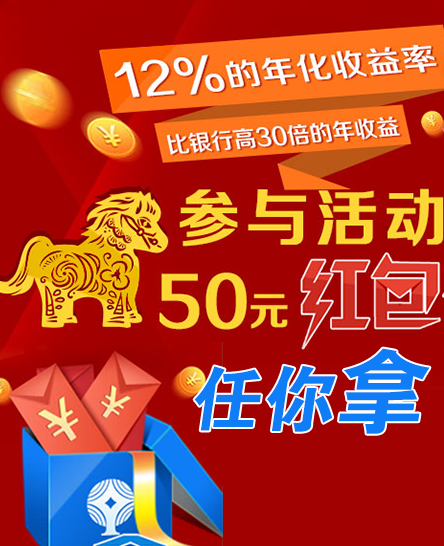 12%的年化收益率
比银行高30倍的年收益
参与活动
50元红包
任你拿
¥
¥
¥
¥